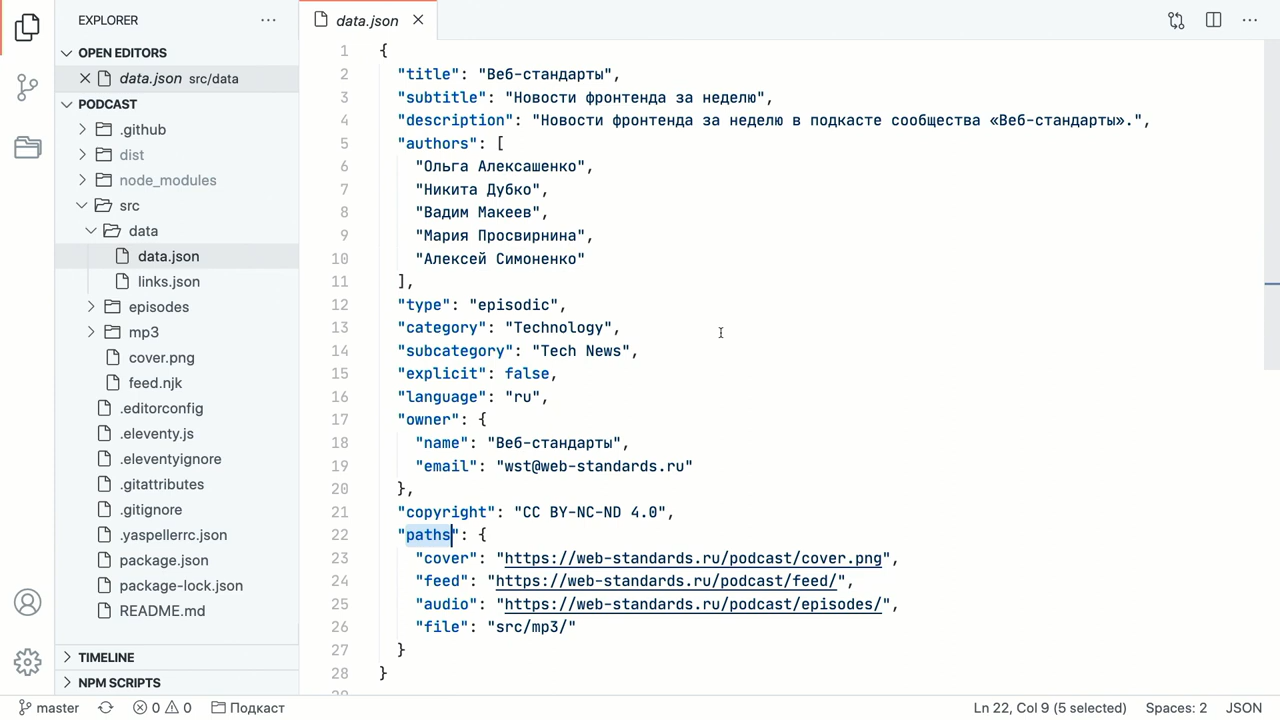 EXPLORER
OPEN EDITORS
data.json src/data
PODCAST
.github
dist
node_modules
src
data
data.json
links.json
episodes
mp3
cover.png
feed.njk
.editorconfig
.eleventy.js
.eleventyignore
.gitattributes
.gitignore
.yaspellerrc.json
package.json
package-lock.json
README.md
TIMELINE
NPM SCRIPTS
data.json
1 {
2 "title": "Веб-стандарты",
3 "subtitle": "Новости фронтенда за неделю",
4 "description": "Новости фронтенда за неделю в подкасте сообщества «Веб-стандарты».",
5 "authors": [
6 "Ольга Алексашенко",
7 "Никита Дубко",
8 "Вадим Макеев",
9 "Мария Просвирнина",
10 "Алексей Симоненко"
11 ],
12 "type": "episodic",
13 "category": "Technology",
14 "subcategory": "Tech News",
15 "explicit": false,
16 "language": "ru",
17 "owner": {
18 "name": "Веб-стандарты",
19 "email": "wst@web-standards.ru"
20 },
21 "copyright": "CC BY-NC-ND 4.0",
22 "paths": {
23 "cover": "https://web-standards.ru/podcast/cover.png",
24 "feed": "https://web-standards.ru/podcast/feed/",
25 "audio": "https://web-standards.ru/podcast/episodes/",
26 "file": "src/mp3/"
27 }
28 }
master 0 0 Подкаст Ln 22, Col 9 (5 selected) Spaces: 2 JSON